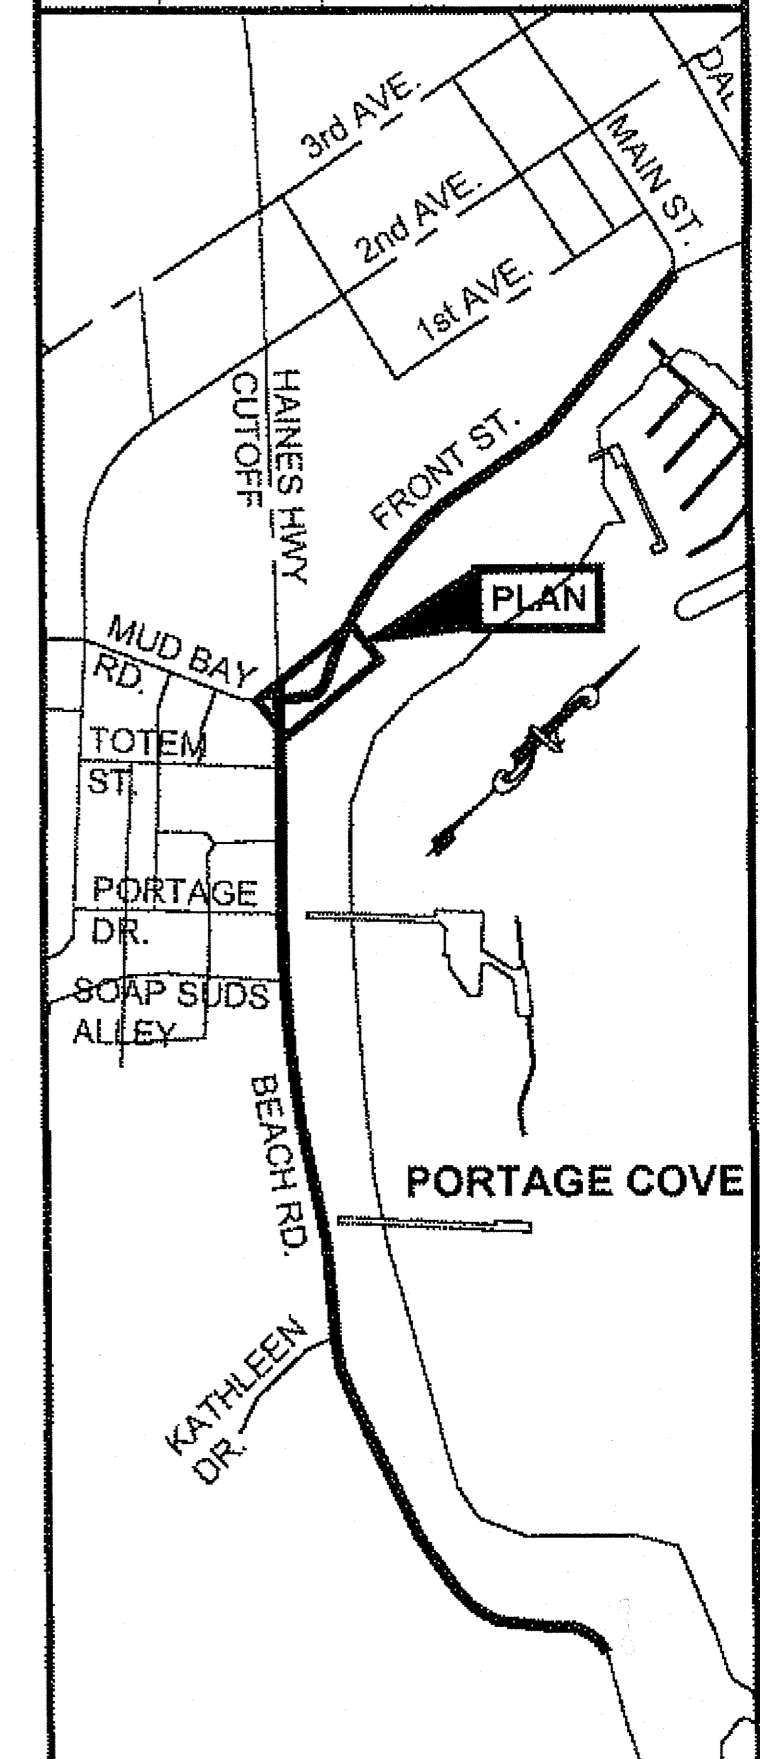 DAL
3rd AVE.
MAIN ST.
2nd AVE.
1st AVE.
HAINES HWY
CUTOFF
FRONT ST.
PLAN
MUD BAY
RD.
TOTEM
ST.
PORTAGE
DR.
SOAP SUDS
ALLEY
BEACH RD.
PORTAGE COVE
KATHLEEN
DR.